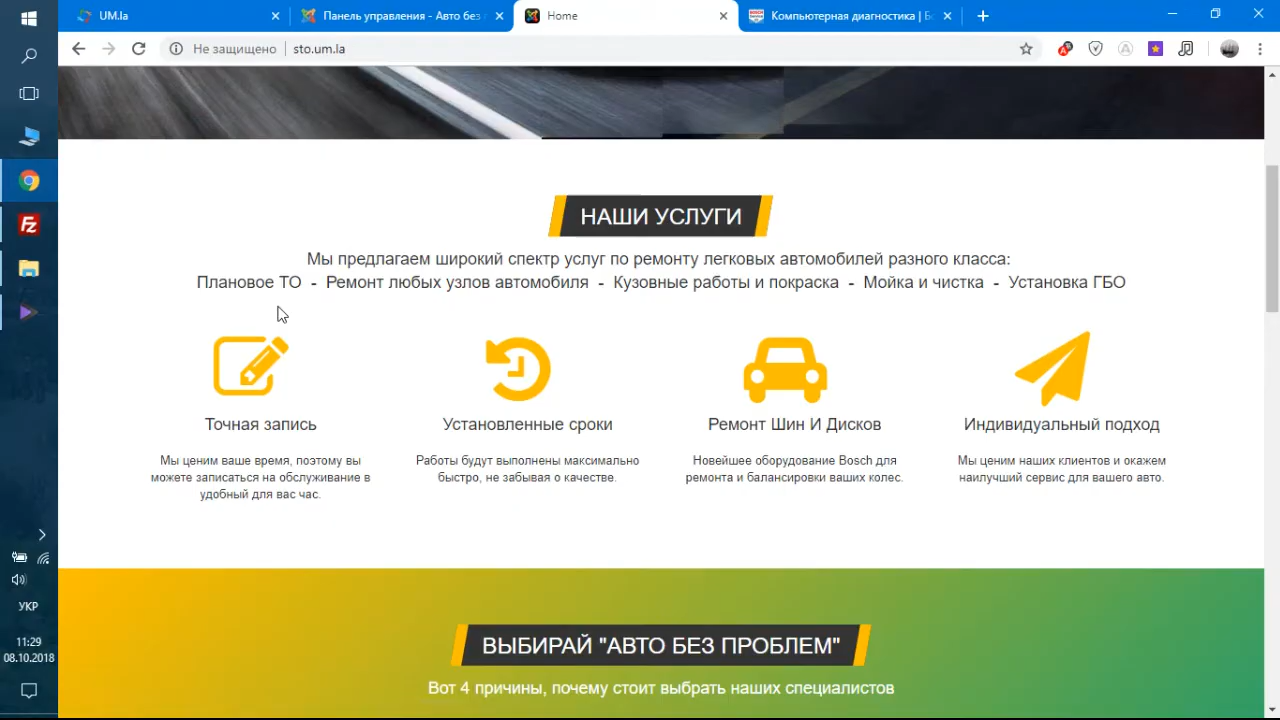 UM.la
Панель управления - Авто без
Home
Компьютерная диагностика | Бо
Не защищено
sto.um.la
НАШИ УСЛУГИ
Мы предлагаем широкий спектр услуг по ремонту легковых автомобилей разного класса:
Плановое ТО - Ремонт любых узлов автомобиля - Кузовные работы и покраска - Мойка и чистка - Установка ГБО
Точная запись
Мы ценим ваше время, поэтому вы
можете записаться на обслуживание в
удобный для вас час.
Установленные сроки
Работы будут выполнены максимально
быстро, не забывая о качестве.
Ремонт Шин И Дисков
Новейшее оборудование Bosch для
ремонта и балансировки ваших колес.
Индивидуальный подход
Мы ценим наших клиентов и окажем
наилучший сервис для вашего авто.
ВЫБИРАЙ "АВТО БЕЗ ПРОБЛЕМ"
Вот 4 причины, почему стоит выбрать наших специалистов
УКР
11:29
08.10.2018